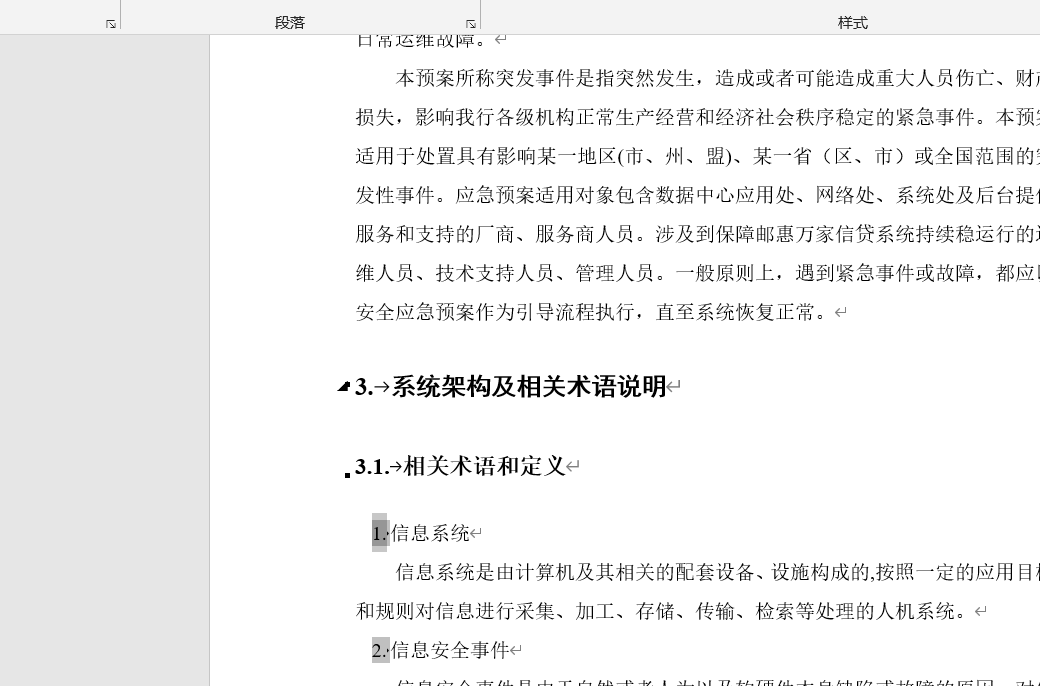 段落 样式
日常运维故障。
本预案所称突发事件是指突然发生，造成或者可能造成重大人员伤亡、财
损失，影响我行各级机构正常生产经营和经济社会秩序稳定的紧急事件。本预
适用于处置具有影响某一地区(市、州、盟)、某一省（区、市）或全国范围的
发性事件。应急预案适用对象包含数据中心应用处、网络处、系统处及后台提
服务和支持的厂商、服务商人员。涉及到保障邮惠万家信贷系统持续稳运行的
维人员、技术支持人员、管理人员。一般原则上，遇到紧急事件或故障，都应
安全应急预案作为引导流程执行，直至系统恢复正常。
3.系统架构及相关术语说明
3.1.相关术语和定义
1.信息系统
信息系统是由计算机及其相关的配套设备、设施构成的,按照一定的应用目
和规则对信息进行采集、加工、存储、传输、检索等处理的人机系统。
2.信息安全事件